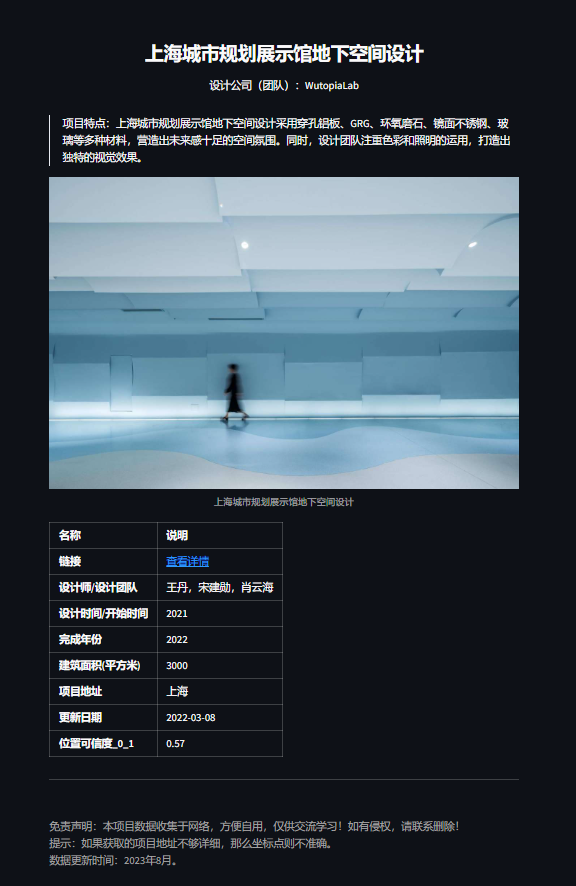 上海城市规划展示馆地下空间设计
设计公司（团队）：WutopiaLab
项目特点：上海城市规划展示馆地下空间设计采用穿孔铝板、GRG、环氧磨石、镜面不锈钢、玻
璃等多种材料，营造出未来感十足的空间氛围。同时，设计团队注重色彩和照明的运用，打造出
独特的视觉效果。
上海城市规划展示馆地下空间设计
名称 说明
链接 查看详情
设计师/设计团队 王丹，宋建勋，肖云海
设计时间/开始时间 2021
完成年份 2022
建筑面积(平方米) 3000
项目地址 上海
更新日期 2022-03-08
位置可信度_0_1 0.57
免责声明：本项目数据收集于网络，方便自用，仅供交流学习！如有侵权，请联系删除！
提示：如果获取的项目地址不够详细，那么坐标点则不准确。
数据更新时间：2023年8月。